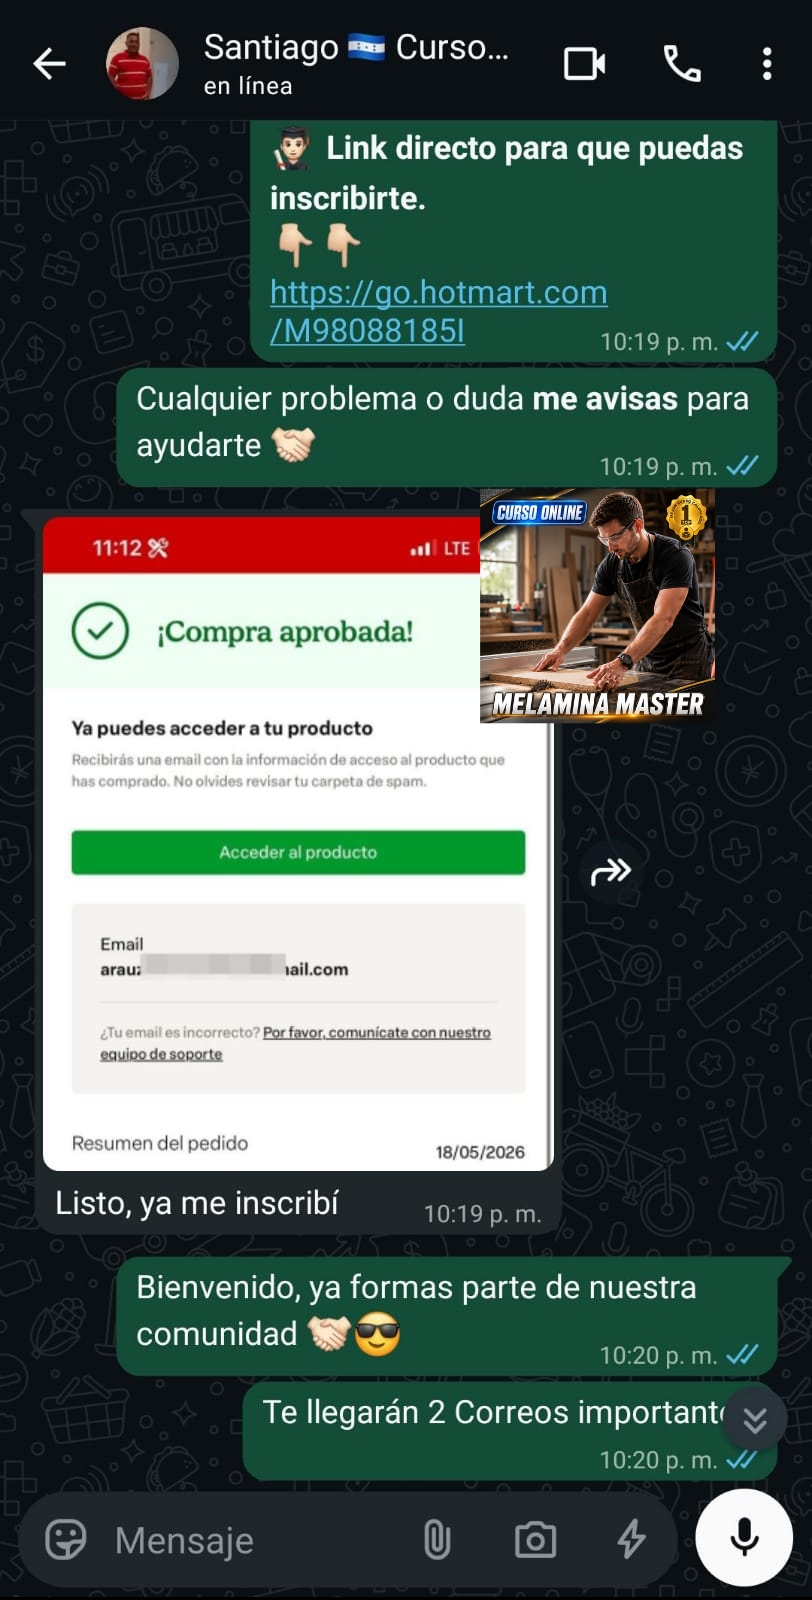 Santiago 🇭🇳 Curso...
en línea
👨🏻‍🎓 Link directo para que puedas
inscribirte.
👇🏻👇🏻
https://go.hotmart.com
/M98088185I
10:19 p. m.
Cualquier problema o duda me avisas para
ayudarte 🤝🏻
10:19 p. m.
11:12
LTE
CURSO ONLINE
1
MELAMINA MASTER
¡Compra aprobada!
Ya puedes acceder a tu producto
Recibirás una email con la información de acceso al producto que
has comprado. No olvides revisar tu carpeta de spam.
Acceder al producto
Email
arauz
ail.com
¿Tu email es incorrecto? Por favor, comunícate con nuestro
equipo de soporte
Resumen del pedido
18/05/2026
Listo, ya me inscribí
10:19 p. m.
Bienvenido, ya formas parte de nuestra
comunidad 🤝🏻😎
10:20 p. m.
Te llegarán 2 Correos important
10:20 p. m.
Mensaje